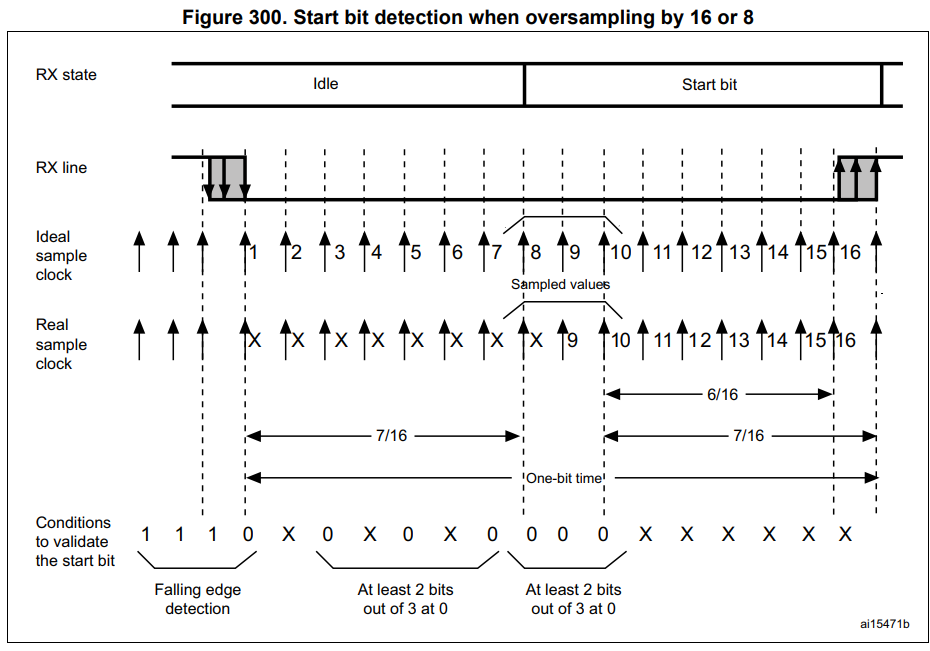 Figure 300. Start bit detection when oversampling by 16 or 8
RX state
Idle
Start bit
RX line
Ideal
sample
clock
1 2 3 4 5 6 7 8 9 10 11 12 13 14 15 16
Sampled values
Real
sample
clock
X X X X X X X X 9 10 11 12 13 14 15 16
6/16
7/16
7/16
One-bit time
Conditions
to validate
the start bit
1 1 1 0 X 0 X 0 X 0 0 0 0 X X X X X X
Falling edge
detection
At least 2 bits
out of 3 at 0
At least 2 bits
out of 3 at 0
ai15471b